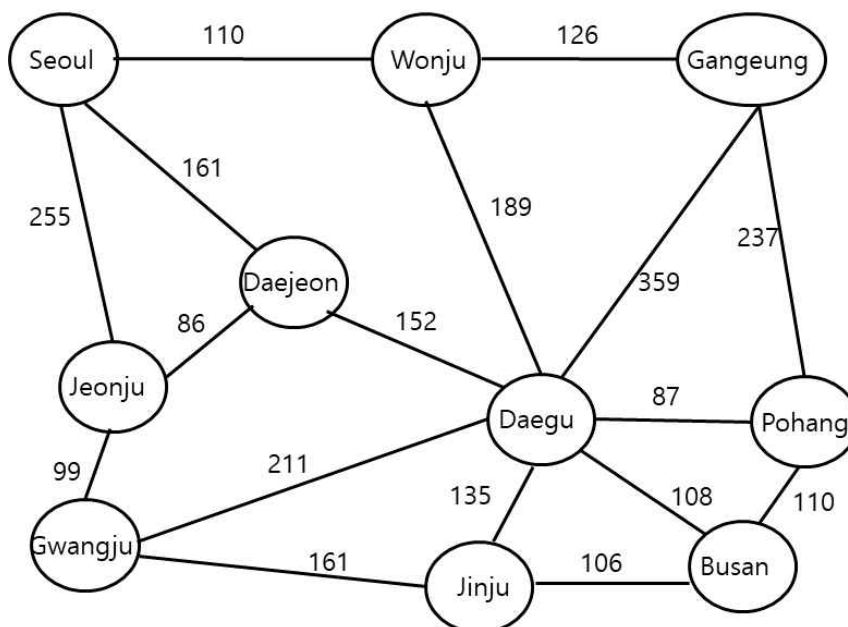 110
126
Seoul
Wonju
Gangeung
161
255
189
237
Daejeon
359
86
152
Jeonju
87
Daegu
Pohang
99
211
135
108
110
Gwangju
161
106
Busan
Jinju